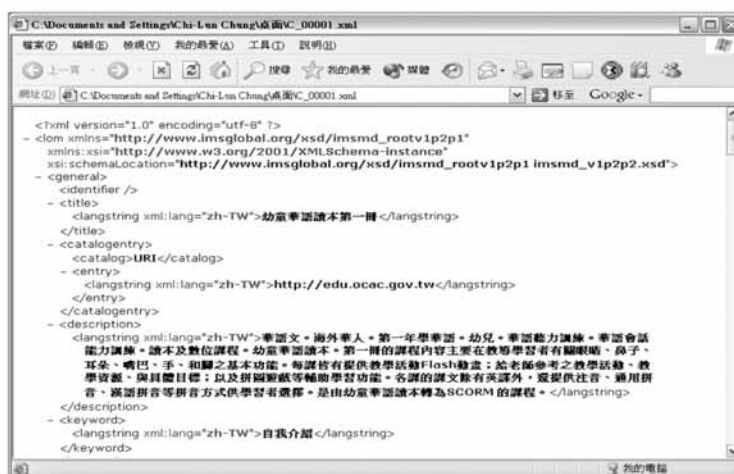 C:\Documents and Settings\Chi-Lun Chung\桌面\C_00001.xml
檔案(F) 編輯(E) 檢視(V) 我的最愛(A) 工具(T) 說明(H)
上一頁 搜尋 我的最愛 媒體
網址(D) C:\Documents and Settings\Chi-Lun Chung\桌面\C_00001.xml 移至 Google
<?xml version="1.0" encoding="utf-8" ?>
- <lom xmlns="http://www.imsglobal.org/xsd/imsmd_rootv1p2p1"
xmlns:xsi="http://www.w3.org/2001/XMLSchema-instance"
xsi:schemaLocation="http://www.imsglobal.org/xsd/imsmd_rootv1p2p1 imsmd_v1p2p2.xsd">
- <general>
<identifier />
- <title>
<langstring xml:lang="zh-TW">幼童華語讀本第一冊</langstring>
</title>
- <catalogentry>
<catalog>URI</catalog>
- <entry>
<langstring xml:lang="zh-TW">http://edu.ocac.gov.tw</langstring>
</entry>
</catalogentry>
- <description>
<langstring xml:lang="zh-TW">華語文。海外華人。第一年學華語。幼兒。華語聽力訓練。華語會話
能力訓練。讀本及數位課程。幼童華語讀本。第一冊的課程內容主要在教導學習者有關眼睛、鼻子、
耳朵、嘴巴、手、和腳之基本功能。每課皆有提供教學活動Flash動畫；給老師參考之教學活動、教
學資源、與具體目標；以及拼圖遊戲等輔助學習功能。各課的課文除有英譯外，還提供注音、通用拼
音、漢語拼音等拼音方式供學習者選擇。是由幼童華語讀本轉為SCORM 的課程。</langstring>
</description>
- <keyword>
<langstring xml:lang="zh-TW">自我介紹</langstring>
</keyword>
我的電腦